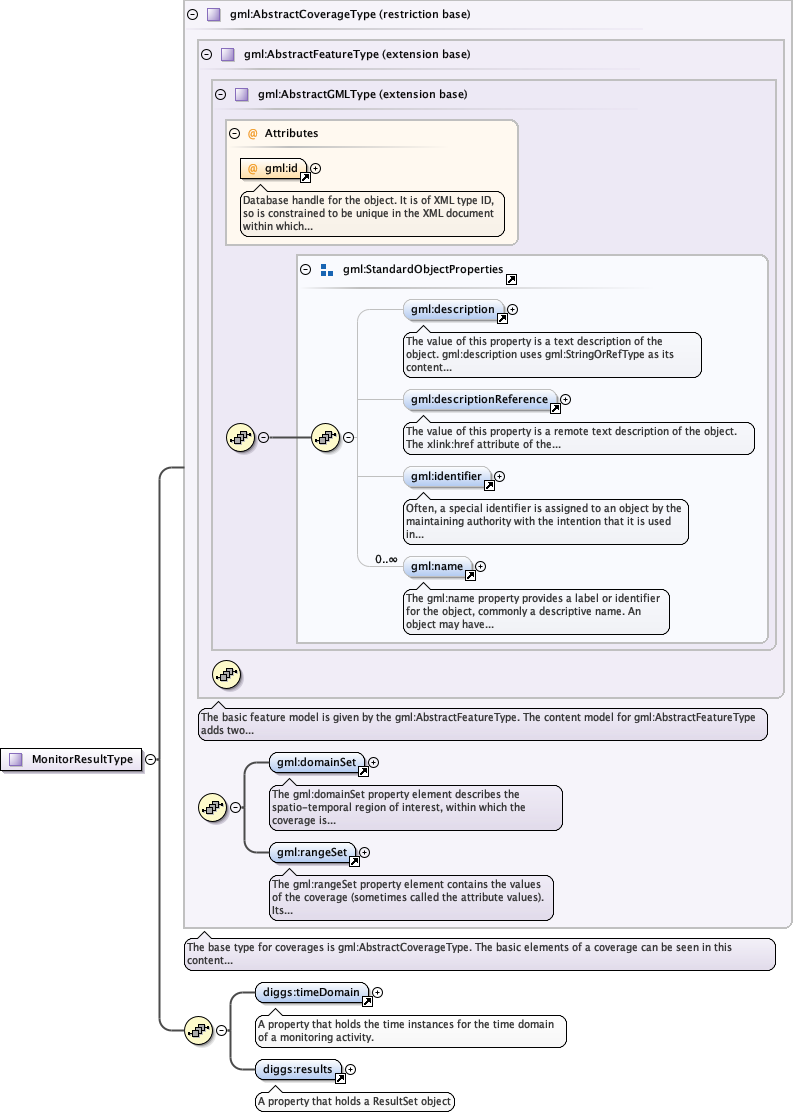 gml:AbstractCoverageType (restriction base)
gml:AbstractFeatureType (extension base)
gml:AbstractGMLType (extension base)
@ Attributes
@ gml:id
Database handle for the object. It is of XML type ID,
so is constrained to be unique in the XML document
within which...
gml:StandardObjectProperties
gml:description
The value of this property is a text description of the
object. gml:description uses gml:StringOrRefType as its
content...
gml:descriptionReference
The value of this property is a remote text description of the object.
The xlink:href attribute of the...
gml:identifier
Often, a special identifier is assigned to an object by the
maintaining authority with the intention that it is used
in...
0..∞
gml:name
The gml:name property provides a label or identifier
for the object, commonly a descriptive name. An
object may have...
The basic feature model is given by the gml:AbstractFeatureType. The content model for gml:AbstractFeatureType
adds two...
MonitorResultType
gml:domainSet
The gml:domainSet property element describes the
spatio-temporal region of interest, within which the
coverage is...
gml:rangeSet
The gml:rangeSet property element contains the values
of the coverage (sometimes called the attribute values).
Its...
The base type for coverages is gml:AbstractCoverageType. The basic elements of a coverage can be seen in this
content...
diggs:timeDomain
A property that holds the time instances for the time domain
of a monitoring activity.
diggs:results
A property that holds a ResultSet object